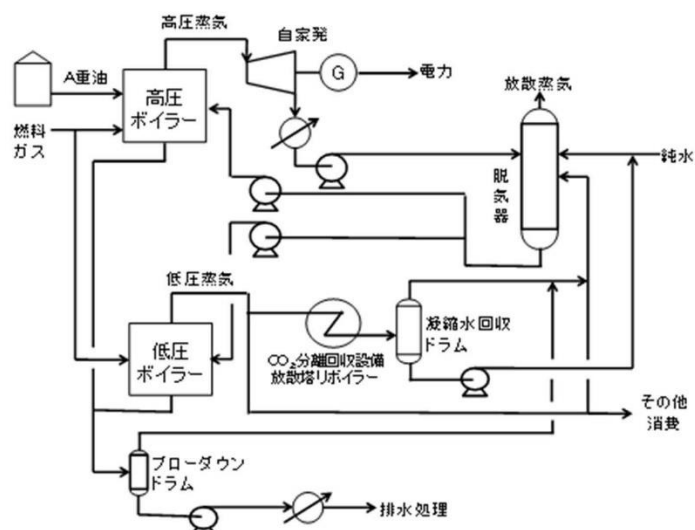 高圧蒸気
自家発
A重油
G
電力
放散蒸気
高圧
ボイラー
燃料
ガス
純水
脱気器
低圧蒸気
低圧
ボイラー
CO₂分離回収設備
放散塔リボイラー
凝縮水回収
ドラム
その他
消費
ブローダウン
ドラム
排水処理